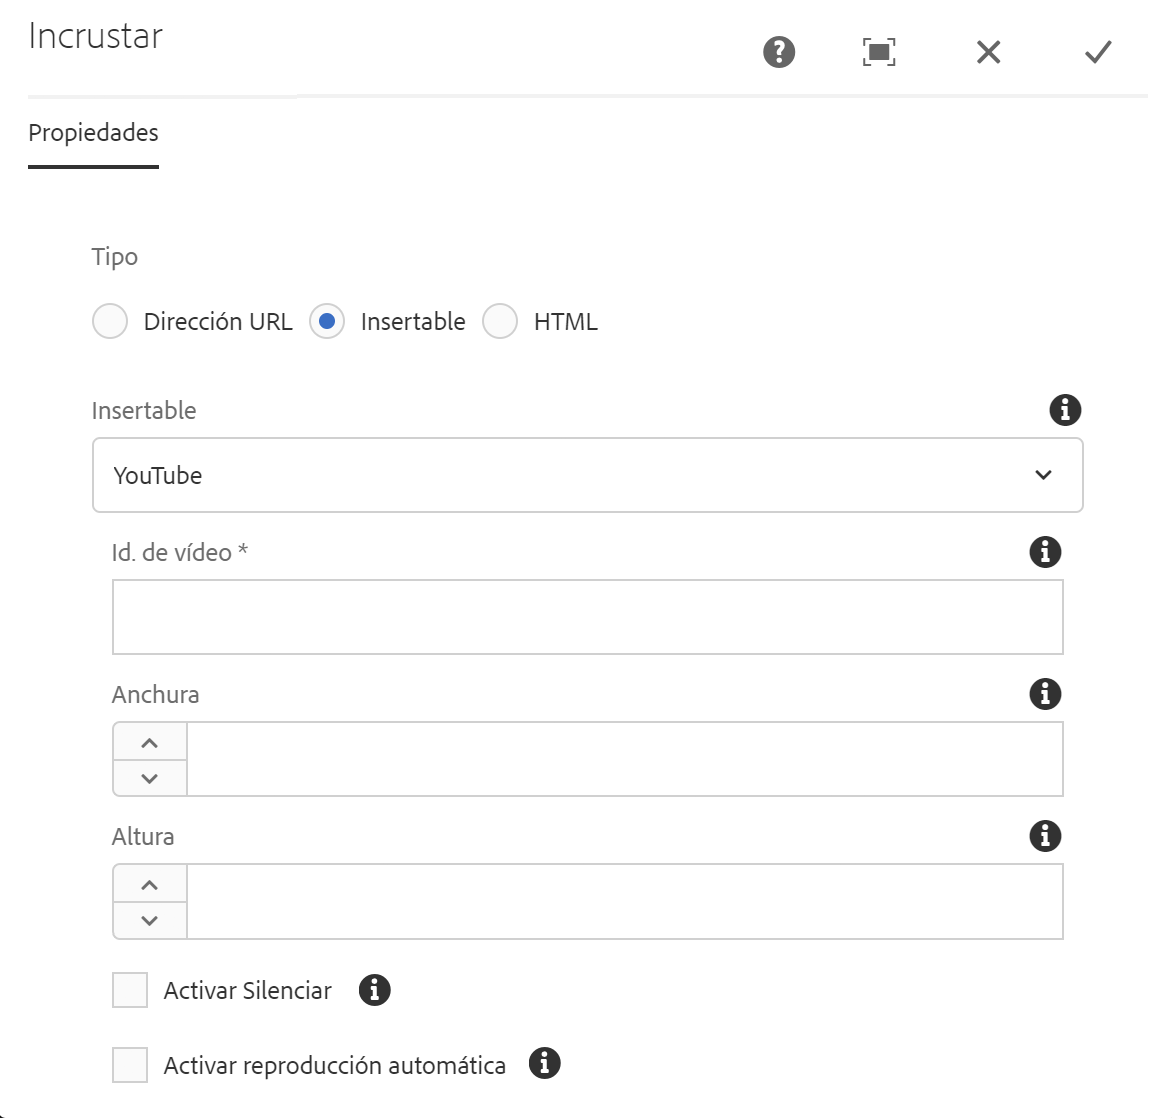 Incrustar
Propiedades
Tipo
Dirección URL Insertable HTML
Insertable
YouTube
Id. de vídeo *
Anchura
Altura
Activar Silenciar
Activar reproducción automática